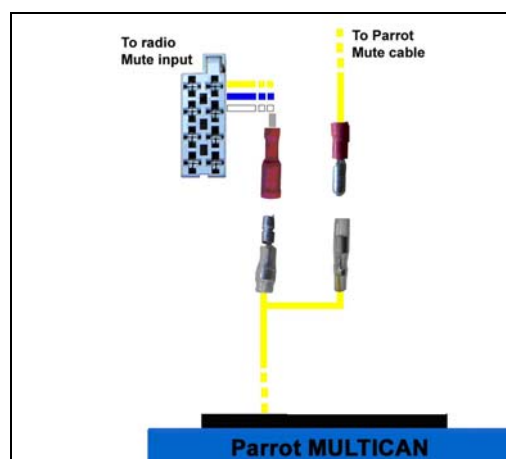 To radio
Mute input
To Parrot
Mute cable
Parrot MULTICAN